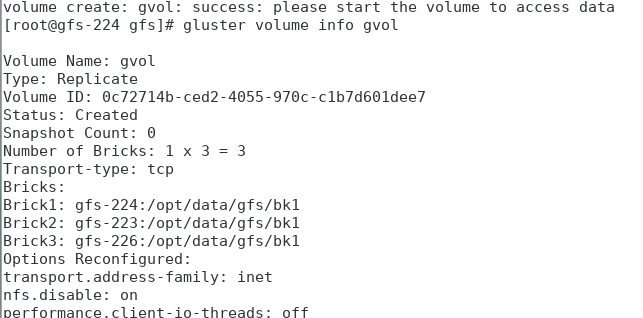 volume create: gvol: success: please start the volume to access data
[root@gfs-224 gfs]# gluster volume info gvol
Volume Name: gvol
Type: Replicate
Volume ID: 0c72714b-ced2-4055-970c-c1b7d601dee7
Status: Created
Snapshot Count: 0
Number of Bricks: 1 x 3 = 3
Transport-type: tcp
Bricks:
Brick1: gfs-224:/opt/data/gfs/bk1
Brick2: gfs-223:/opt/data/gfs/bk1
Brick3: gfs-226:/opt/data/gfs/bk1
Options Reconfigured:
transport.address-family: inet
nfs.disable: on
performance.client-io-threads: off